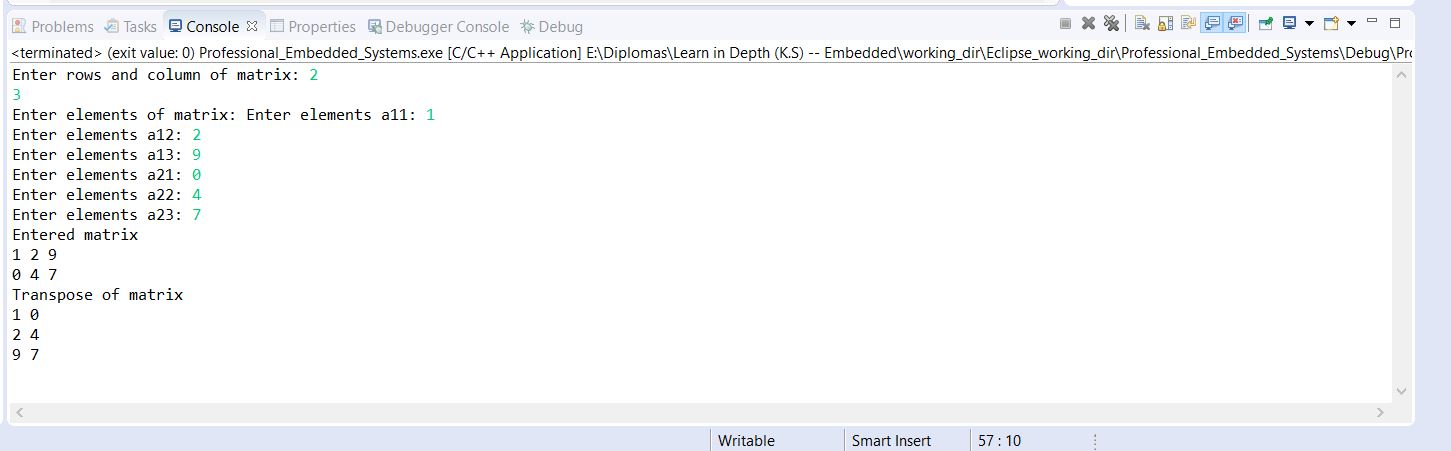 Problems Tasks Console Properties Debugger Console Debug
<terminated> (exit value: 0) Professional_Embedded_Systems.exe [C/C++ Application] E:\Diplomas\Learn in Depth (K.S) -- Embedded\working_dir\Eclipse_working_dir\Professional_Embedded_Systems\Debug\Pro
Enter rows and column of matrix: 2
3
Enter elements of matrix: Enter elements a11: 1
Enter elements a12: 2
Enter elements a13: 9
Enter elements a21: 0
Enter elements a22: 4
Enter elements a23: 7
Entered matrix
1 2 9
0 4 7
Transpose of matrix
1 0
2 4
9 7
Writable Smart Insert 57 : 10